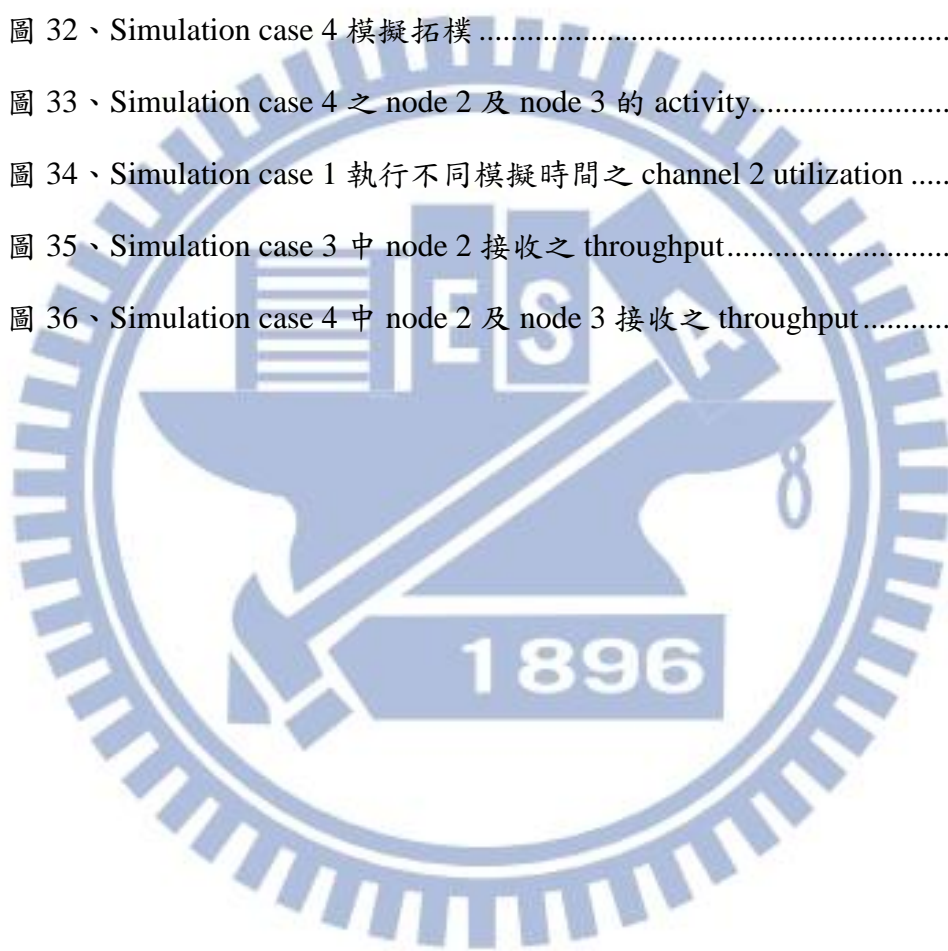 圖 32、Simulation case 4 模擬拓樸............................................................
圖 33、Simulation case 4 之 node 2 及 node 3 的 activity........................
圖 34、Simulation case 1 執行不同模擬時間之 channel 2 utilization .....
圖 35、Simulation case 3 中 node 2 接收之 throughput...........................
圖 36、Simulation case 4 中 node 2 及 node 3 接收之 throughput...........
E S A
1896